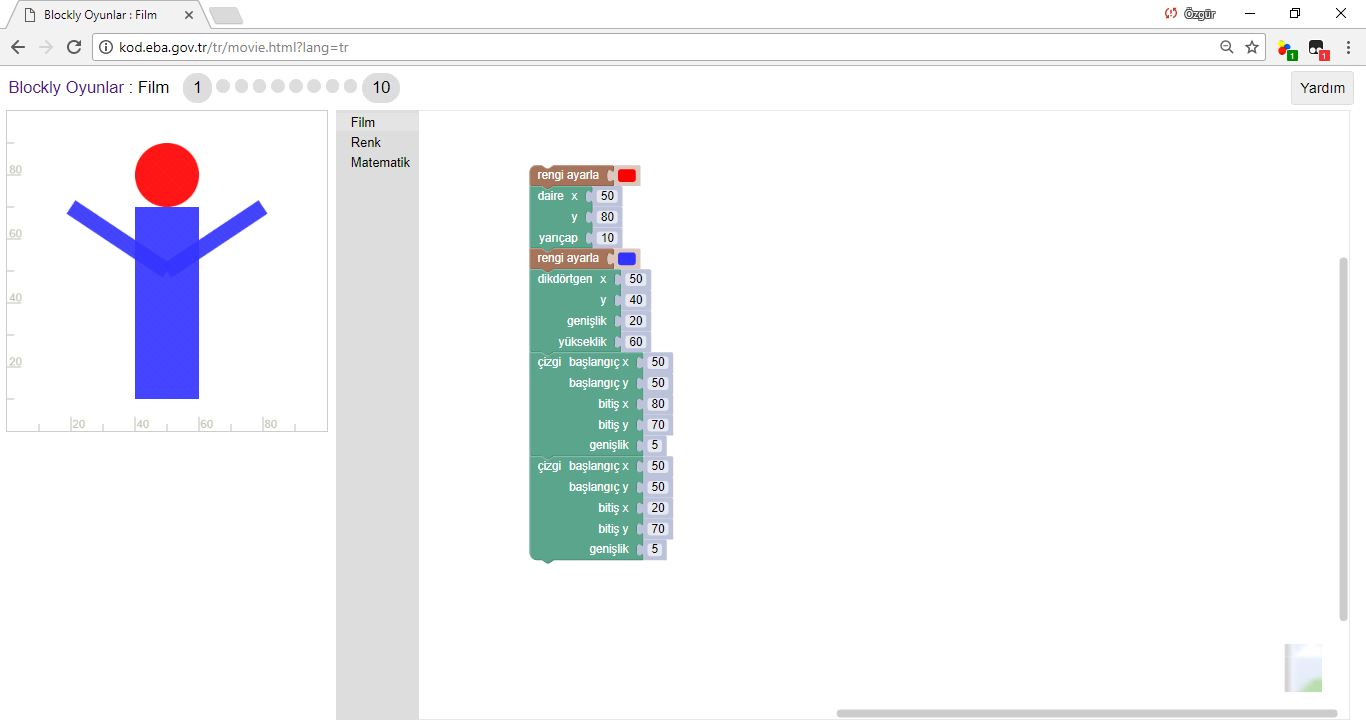 Blockly Oyunlar : Film
Özgür
kod.eba.gov.tr/tr/movie.html?lang=tr
1
1
Blockly Oyunlar : Film
1
10
Yardım
80
60
40
20
20
40
60
80
Film
Renk
Matematik
rengi ayarla
daire x 50
y 80
yarıçap 10
rengi ayarla
dikdörtgen x 50
y 40
genişlik 20
yükseklik 60
çizgi başlangıç x 50
başlangıç y 50
bitiş x 80
bitiş y 70
genişlik 5
çizgi başlangıç x 50
başlangıç y 50
bitiş x 20
bitiş y 70
genişlik 5